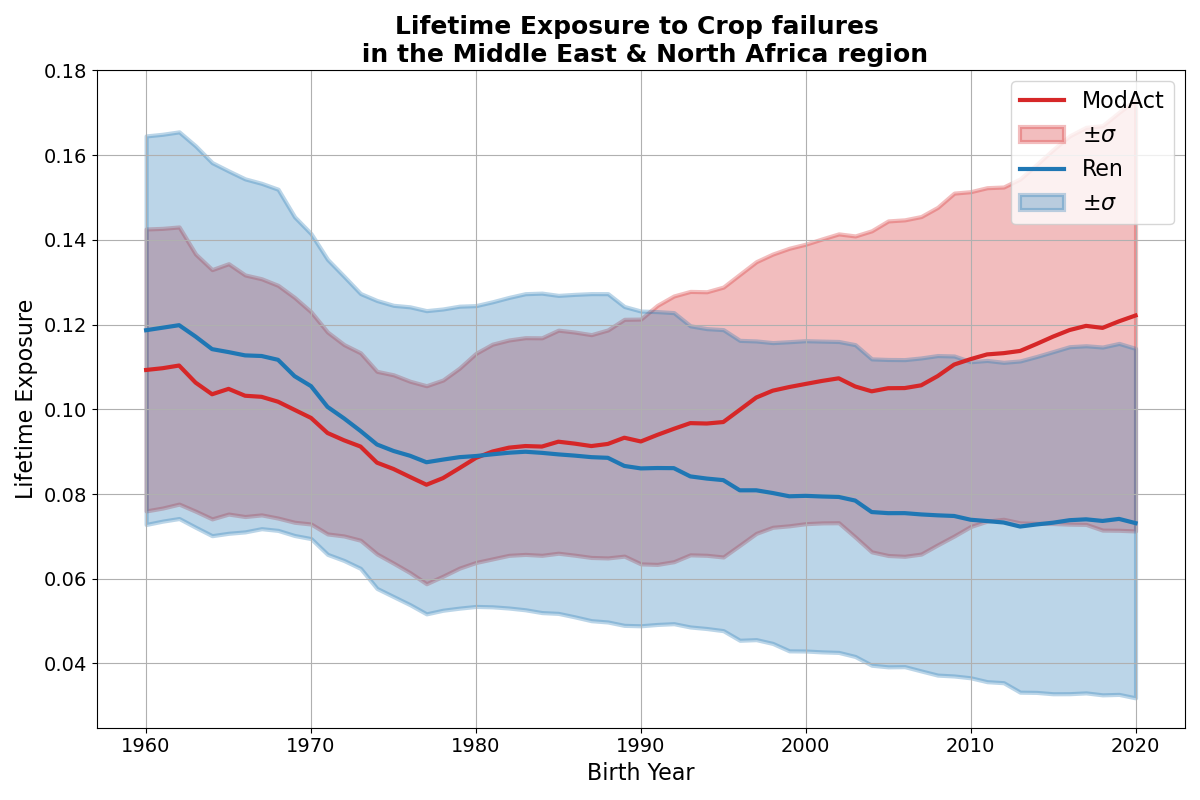 Lifetime Exposure to Crop failures
in the Middle East & North Africa region
Lifetime Exposure
0.18
0.16
0.14
0.12
0.10
0.08
0.06
0.04
ModAct
±σ
Ren
±σ
1960 1970 1980 1990 2000 2010 2020
Birth Year